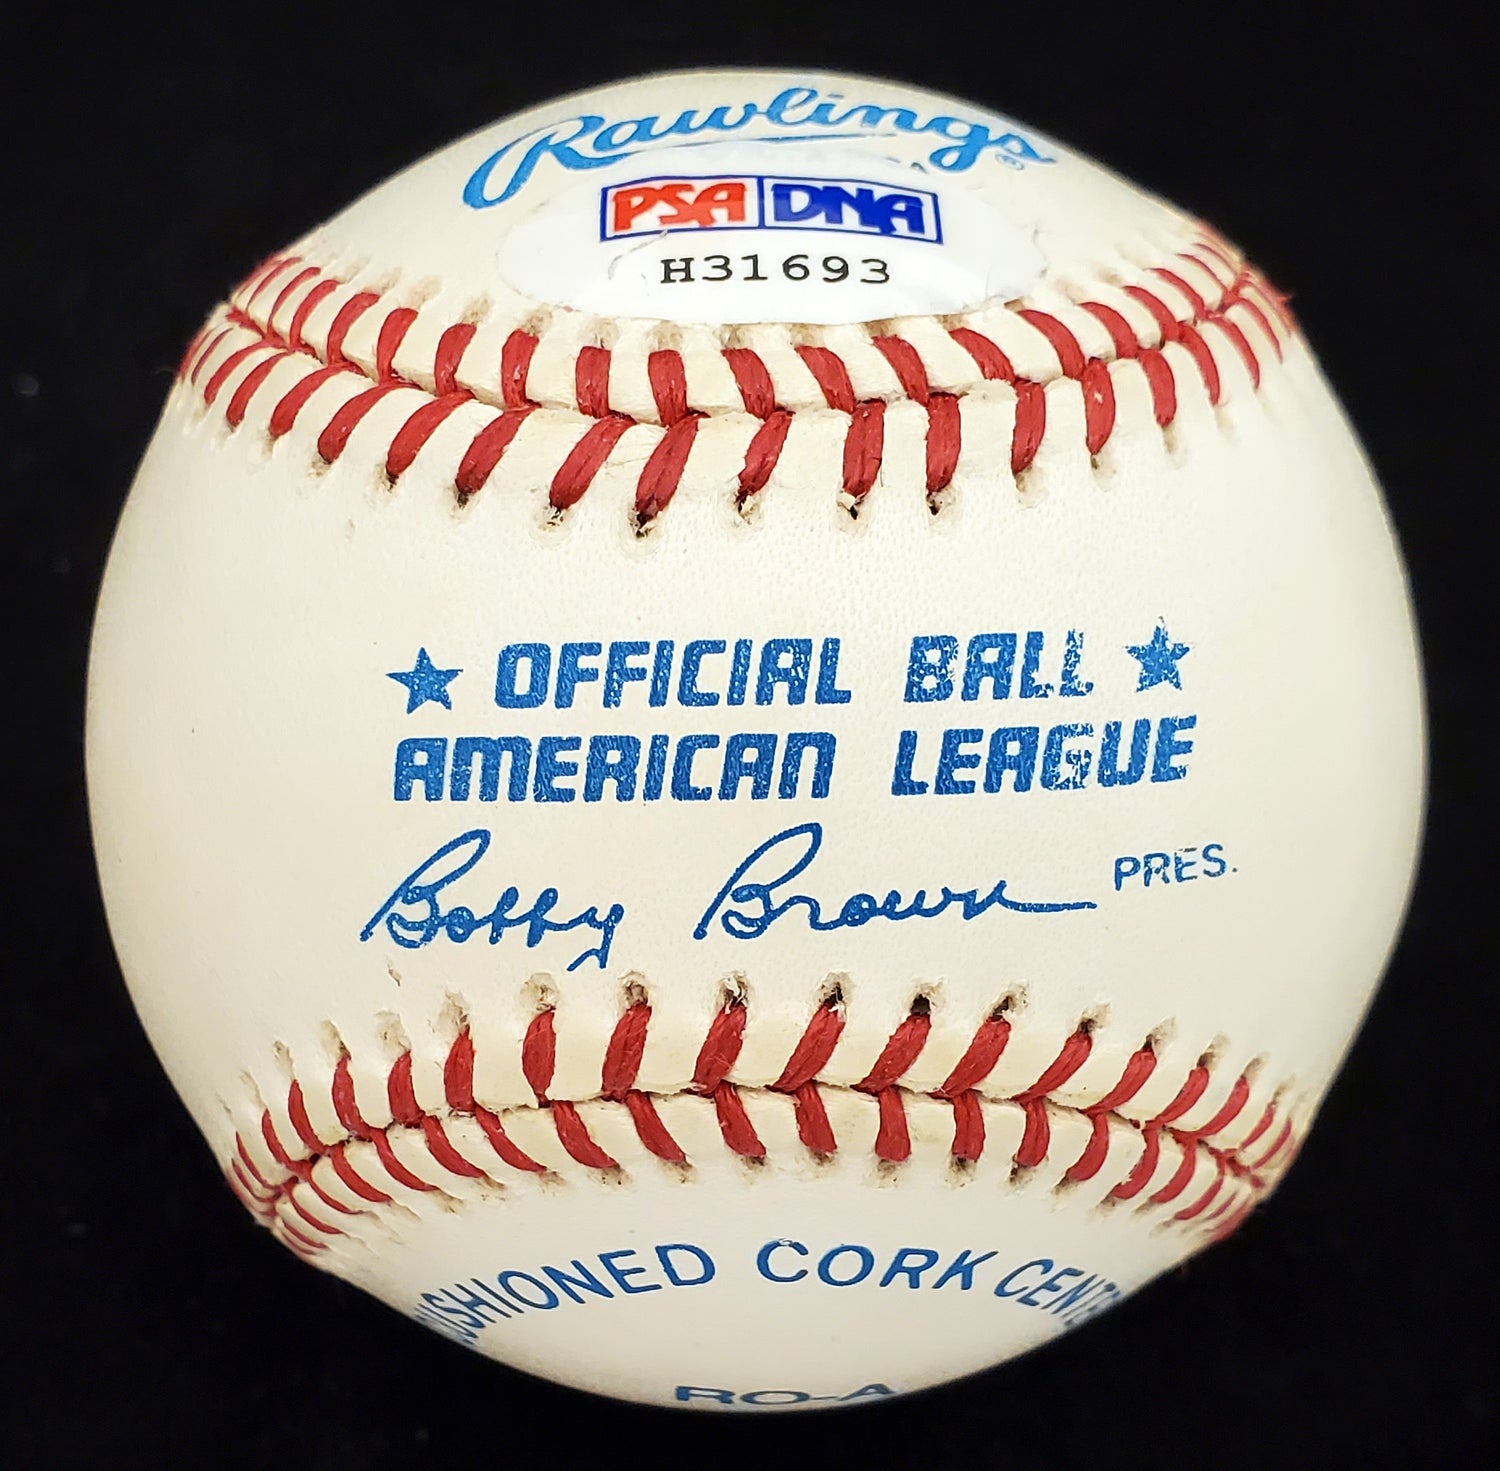 Rawlings ®
PSA DNA
H31693
★ OFFICIAL BALL ★
AMERICAN LEAGUE
Bobby Brown PRES.
CUSHIONED CORK CENTER
RO-A